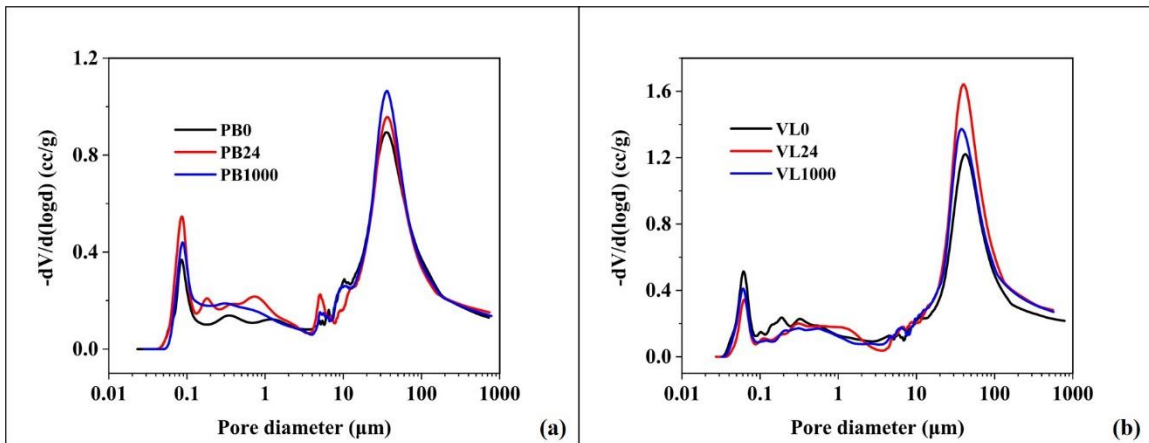 1.2
0.8
0.4
0.0
-dV/d(logd) (cc/g)
PB0
PB24
PB1000
0.01 0.1 1 10 100 1000
Pore diameter (µm)
(a)
1.6
1.2
0.8
0.4
0.0
-dV/d(logd) (cc/g)
VL0
VL24
VL1000
0.01 0.1 1 10 100 1000
Pore diameter (µm)
(b)